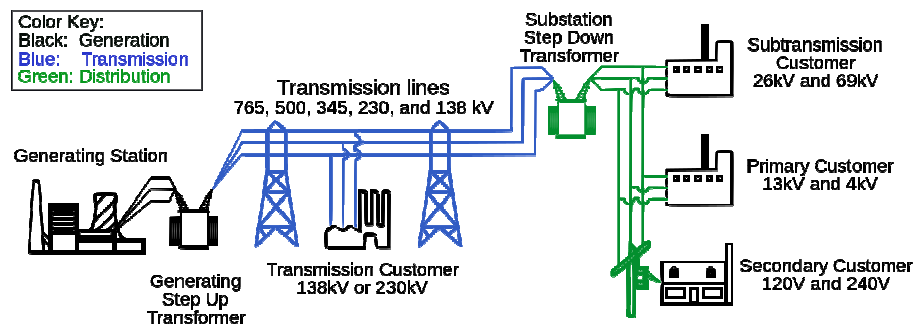 Color Key:
Black: Generation
Blue: Transmission
Green: Distribution
Substation
Step Down
Transformer
Subtransmission
Customer
26kV and 69kV
Transmission lines
765, 500, 345, 230, and 138 kV
Generating Station
Primary Customer
13kV and 4kV
Transmission Customer
138kV or 230kV
Generating
Step Up
Transformer
Secondary Customer
120V and 240V